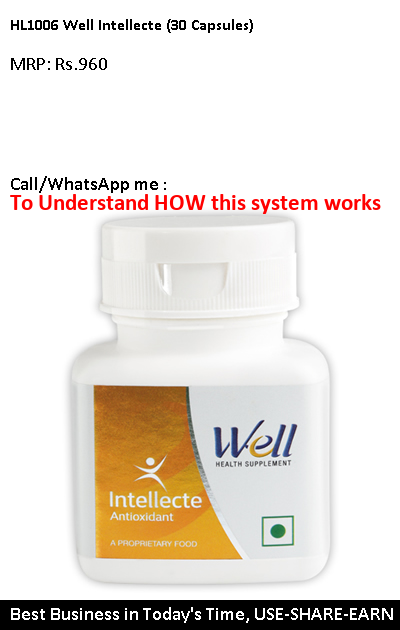 HL1006 Well Intellecte (30 Capsules)
MRP: Rs.960
Call/WhatsApp me :
To Understand HOW this system works
Well
HEALTH SUPPLEMENT
Intellecte
Antioxidant
A PROPRIETARY FOOD
Best Business in Today's Time, USE-SHARE-EARN